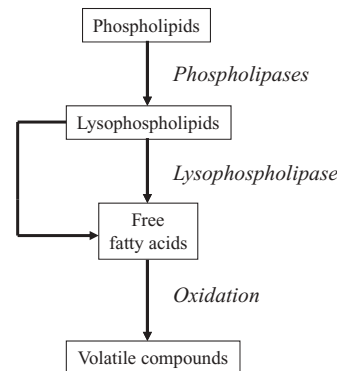 Phospholipids
Phospholipases
Lysophospholipids
Lysophospholipase
Free
fatty acids
Oxidation
Volatile compounds